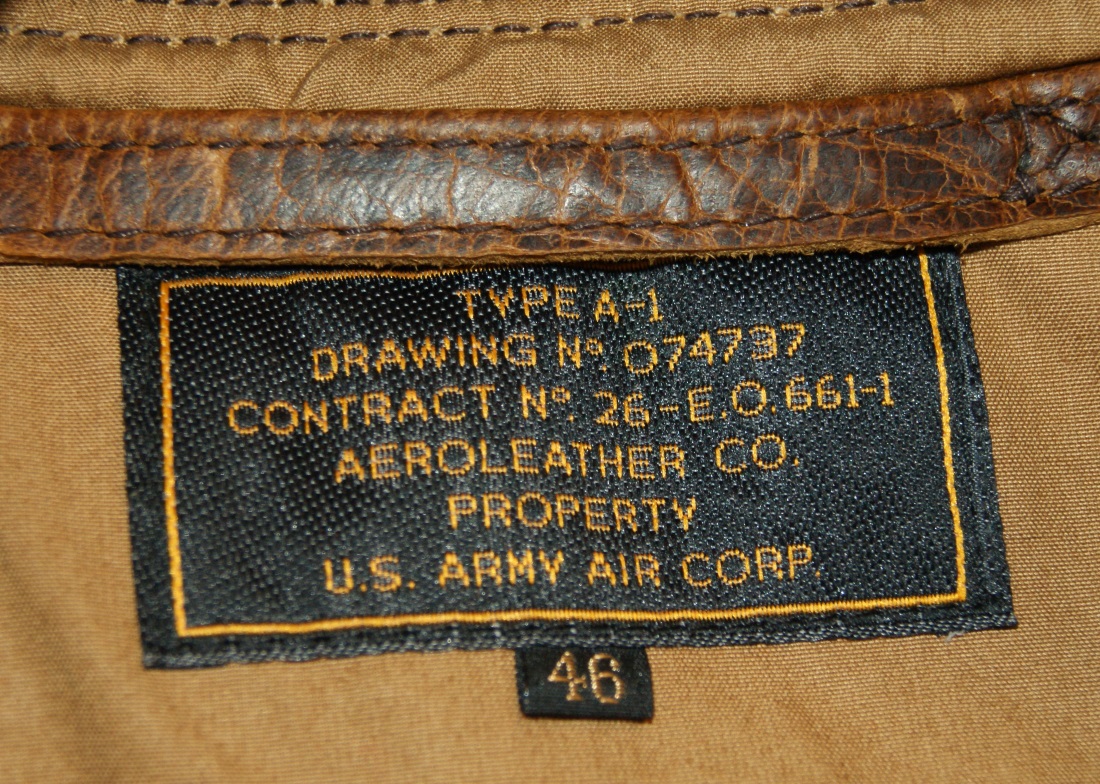 TYPE A-1
DRAWING Nº. 074737
CONTRACT Nº. 26-E.O.661-1
AEROLEATHER CO.
PROPERTY
U.S. ARMY AIR CORP.
46